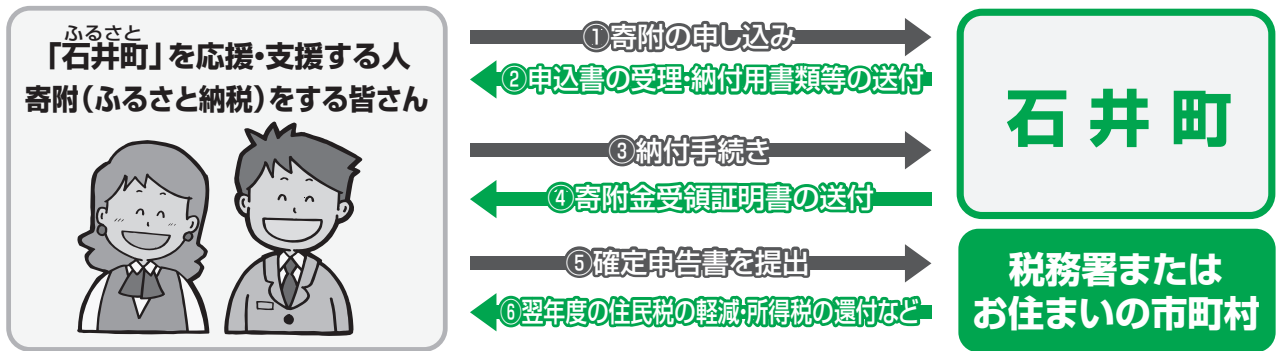 ふるさと
「石井町」を応援・支援する人
寄附（ふるさと納税）をする皆さん
①寄附の申し込み
②申込書の受理・納付用書類等の送付
③納付手続き
④寄附金受領証明書の送付
⑤確定申告書を提出
⑥翌年度の住民税の軽減・所得税の還付など
石井町
税務署または
お住まいの市町村